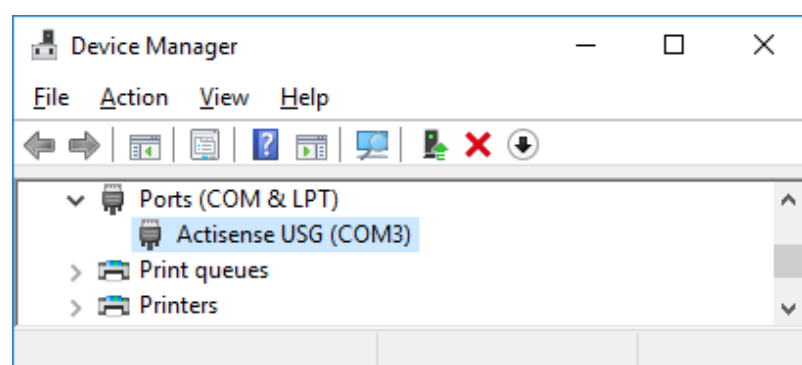 Device Manager
File Action View Help
Ports (COM & LPT)
Actisense USG (COM3)
Print queues
Printers